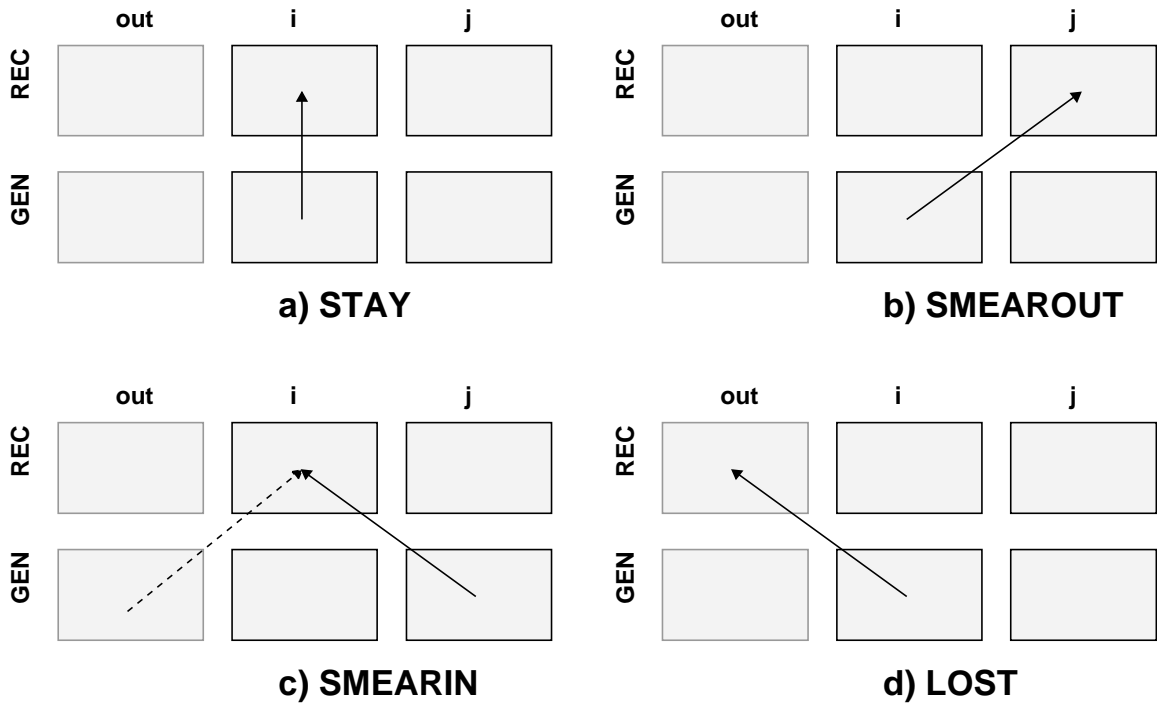 out i j
REC
GEN
a) STAY
out i j
REC
GEN
b) SMEAROUT
out i j
REC
GEN
c) SMEARIN
out i j
REC
GEN
d) LOST